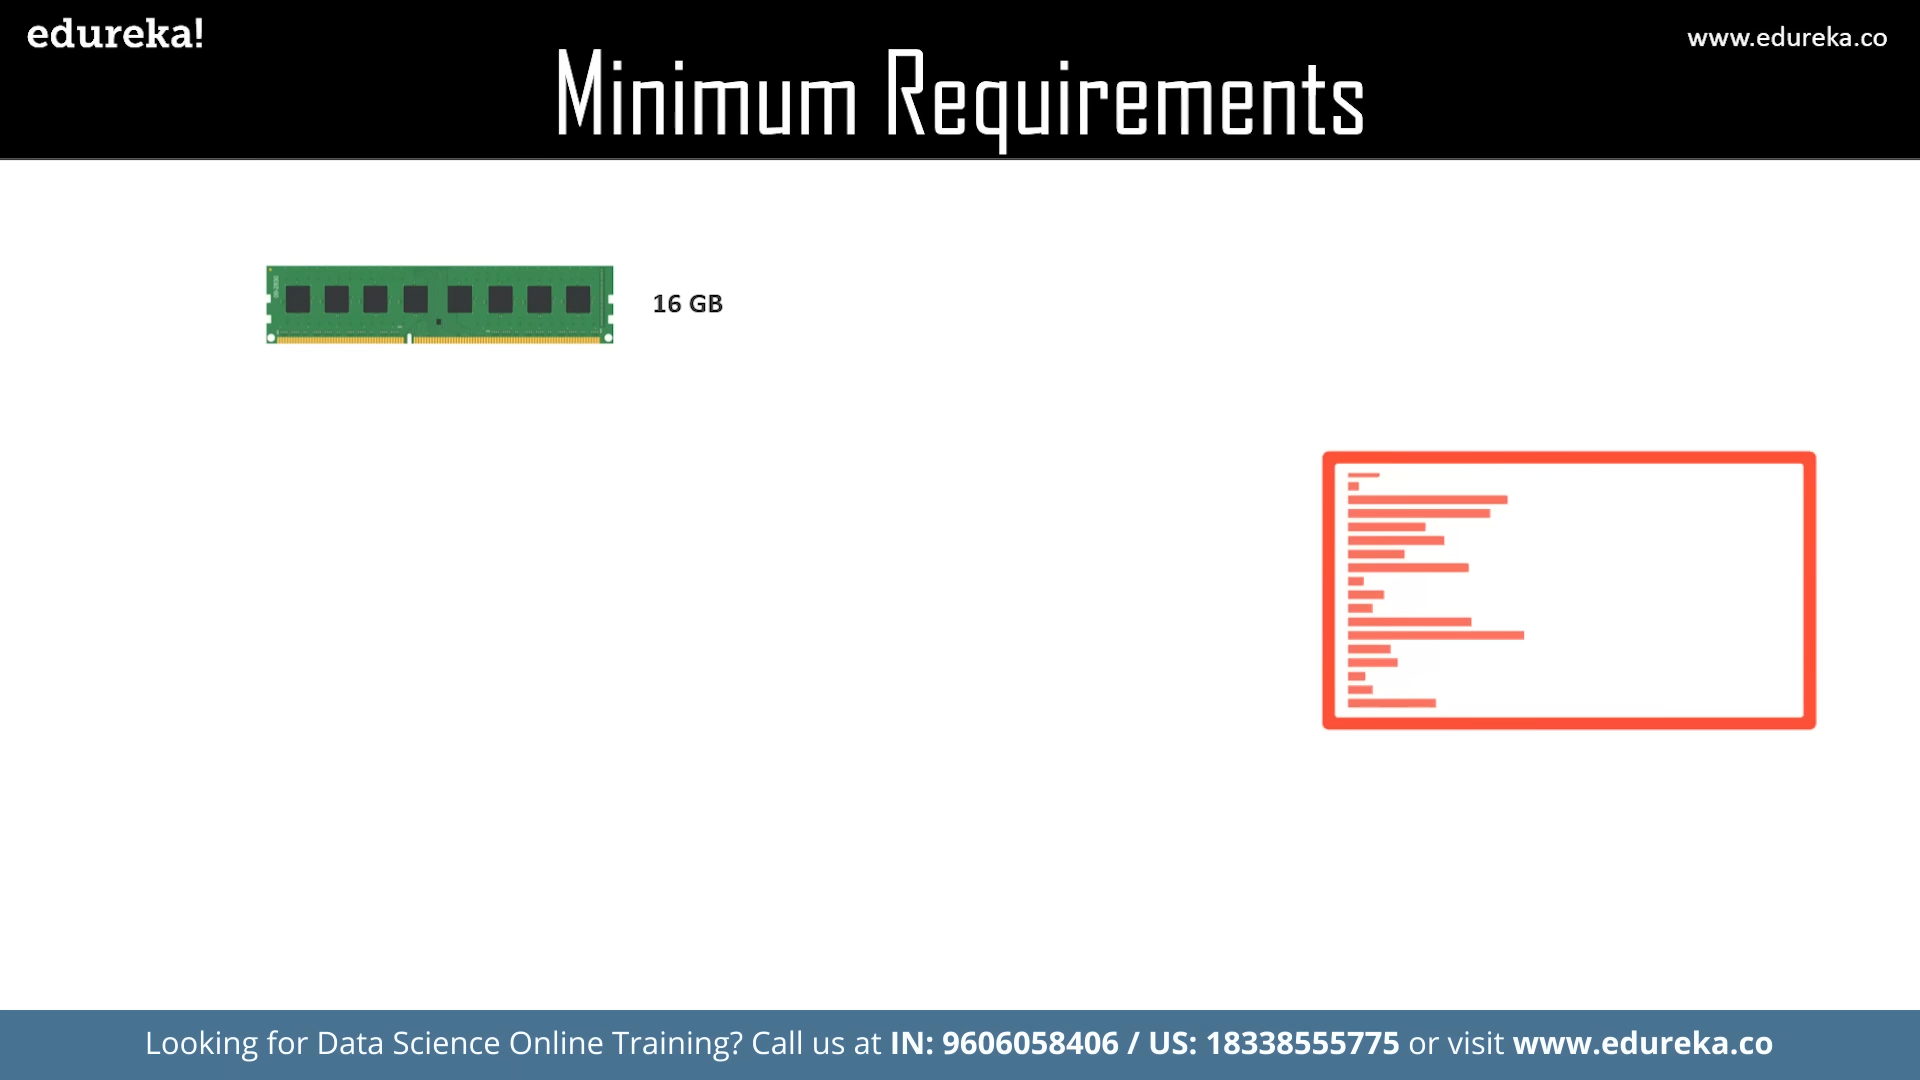 edureka!
www.edureka.co
Minimum Requirements
16 GB
Looking for Data Science Online Training? Call us at IN: 9606058406 / US: 18338555775 or visit www.edureka.co